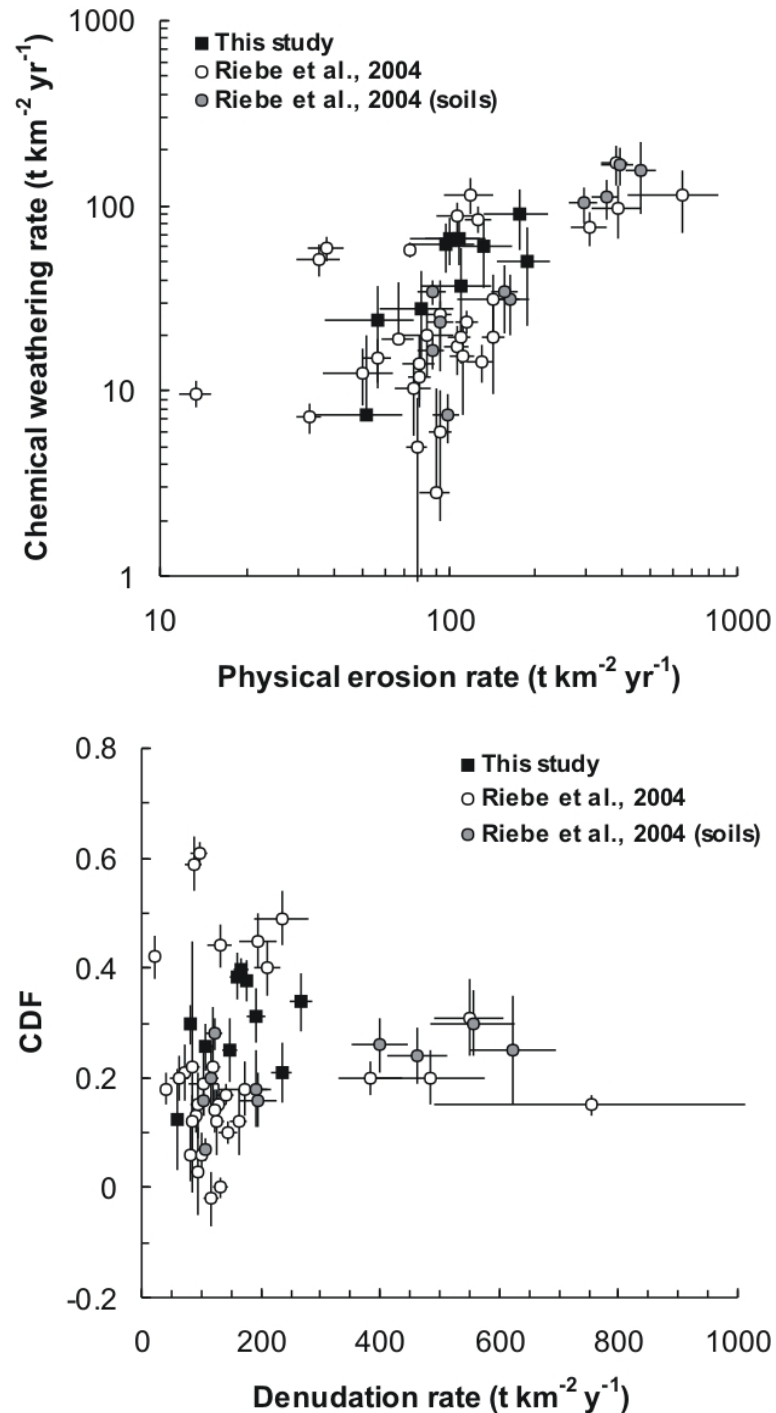 1000
100
10
1
Chemical weathering rate (t km⁻² yr⁻¹)
This study
Riebe et al., 2004
Riebe et al., 2004 (soils)
10 100 1000
Physical erosion rate (t km⁻² yr⁻¹)
0.8
0.6
0.4
0.2
0
-0.2
CDF
This study
Riebe et al., 2004
Riebe et al., 2004 (soils)
0 200 400 600 800 1000
Denudation rate (t km⁻² y⁻¹)